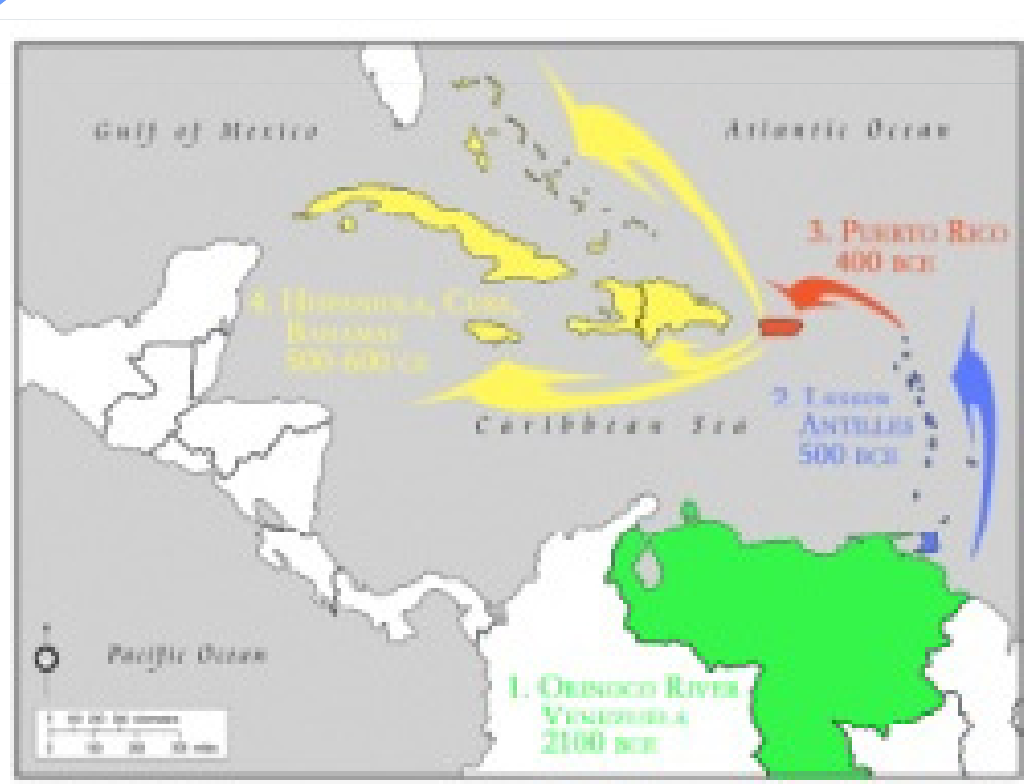 Gulf of Mexico
Atlantic Ocean
3. PUERTO RICO
400 BCE
4. HISPANIOLA, CUBA,
BAHAMAS
500-600 CE
2 LESSER
ANTILLES
500 BCE
Caribbean Sea
Pacific Ocean
1. ORINOCO RIVER
VENEZUELA
2100 BCE